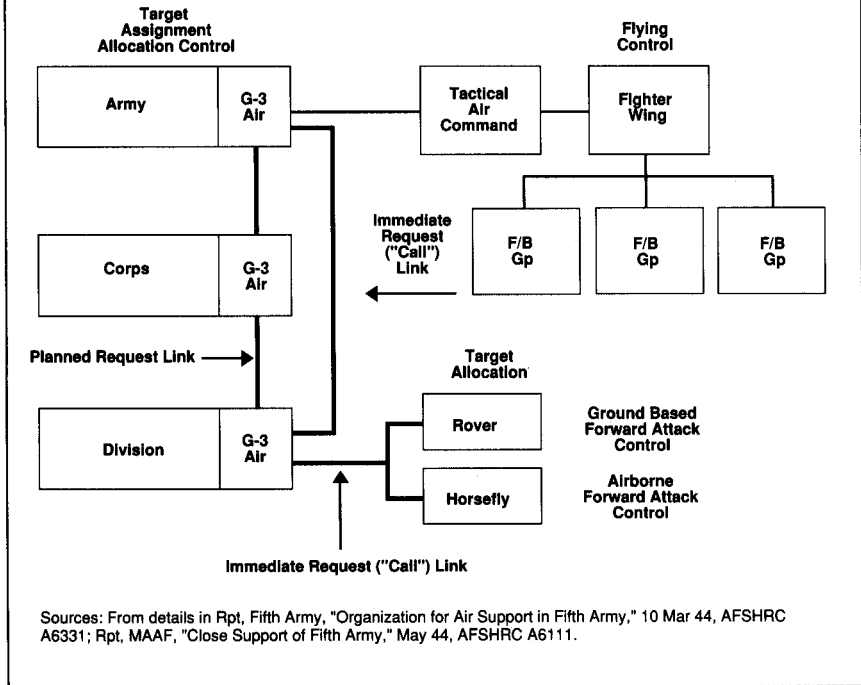 Target
Assignment
Allocation Control
Flying
Control
Army
G-3
Air
Tactical
Air
Command
Fighter
Wing
Immediate
Request
("Call")
Link
F/B
Gp
F/B
Gp
F/B
Gp
Corps
G-3
Air
Planned Request Link
Target
Allocation
Division
G-3
Air
Rover
Ground Based
Forward Attack
Control
Horsefly
Airborne
Forward Attack
Control
Immediate Request ("Call") Link
Sources: From details in Rpt, Fifth Army, "Organization for Air Support in Fifth Army," 10 Mar 44, AFSHRC
A6331; Rpt, MAAF, "Close Support of Fifth Army," May 44, AFSHRC A6111.